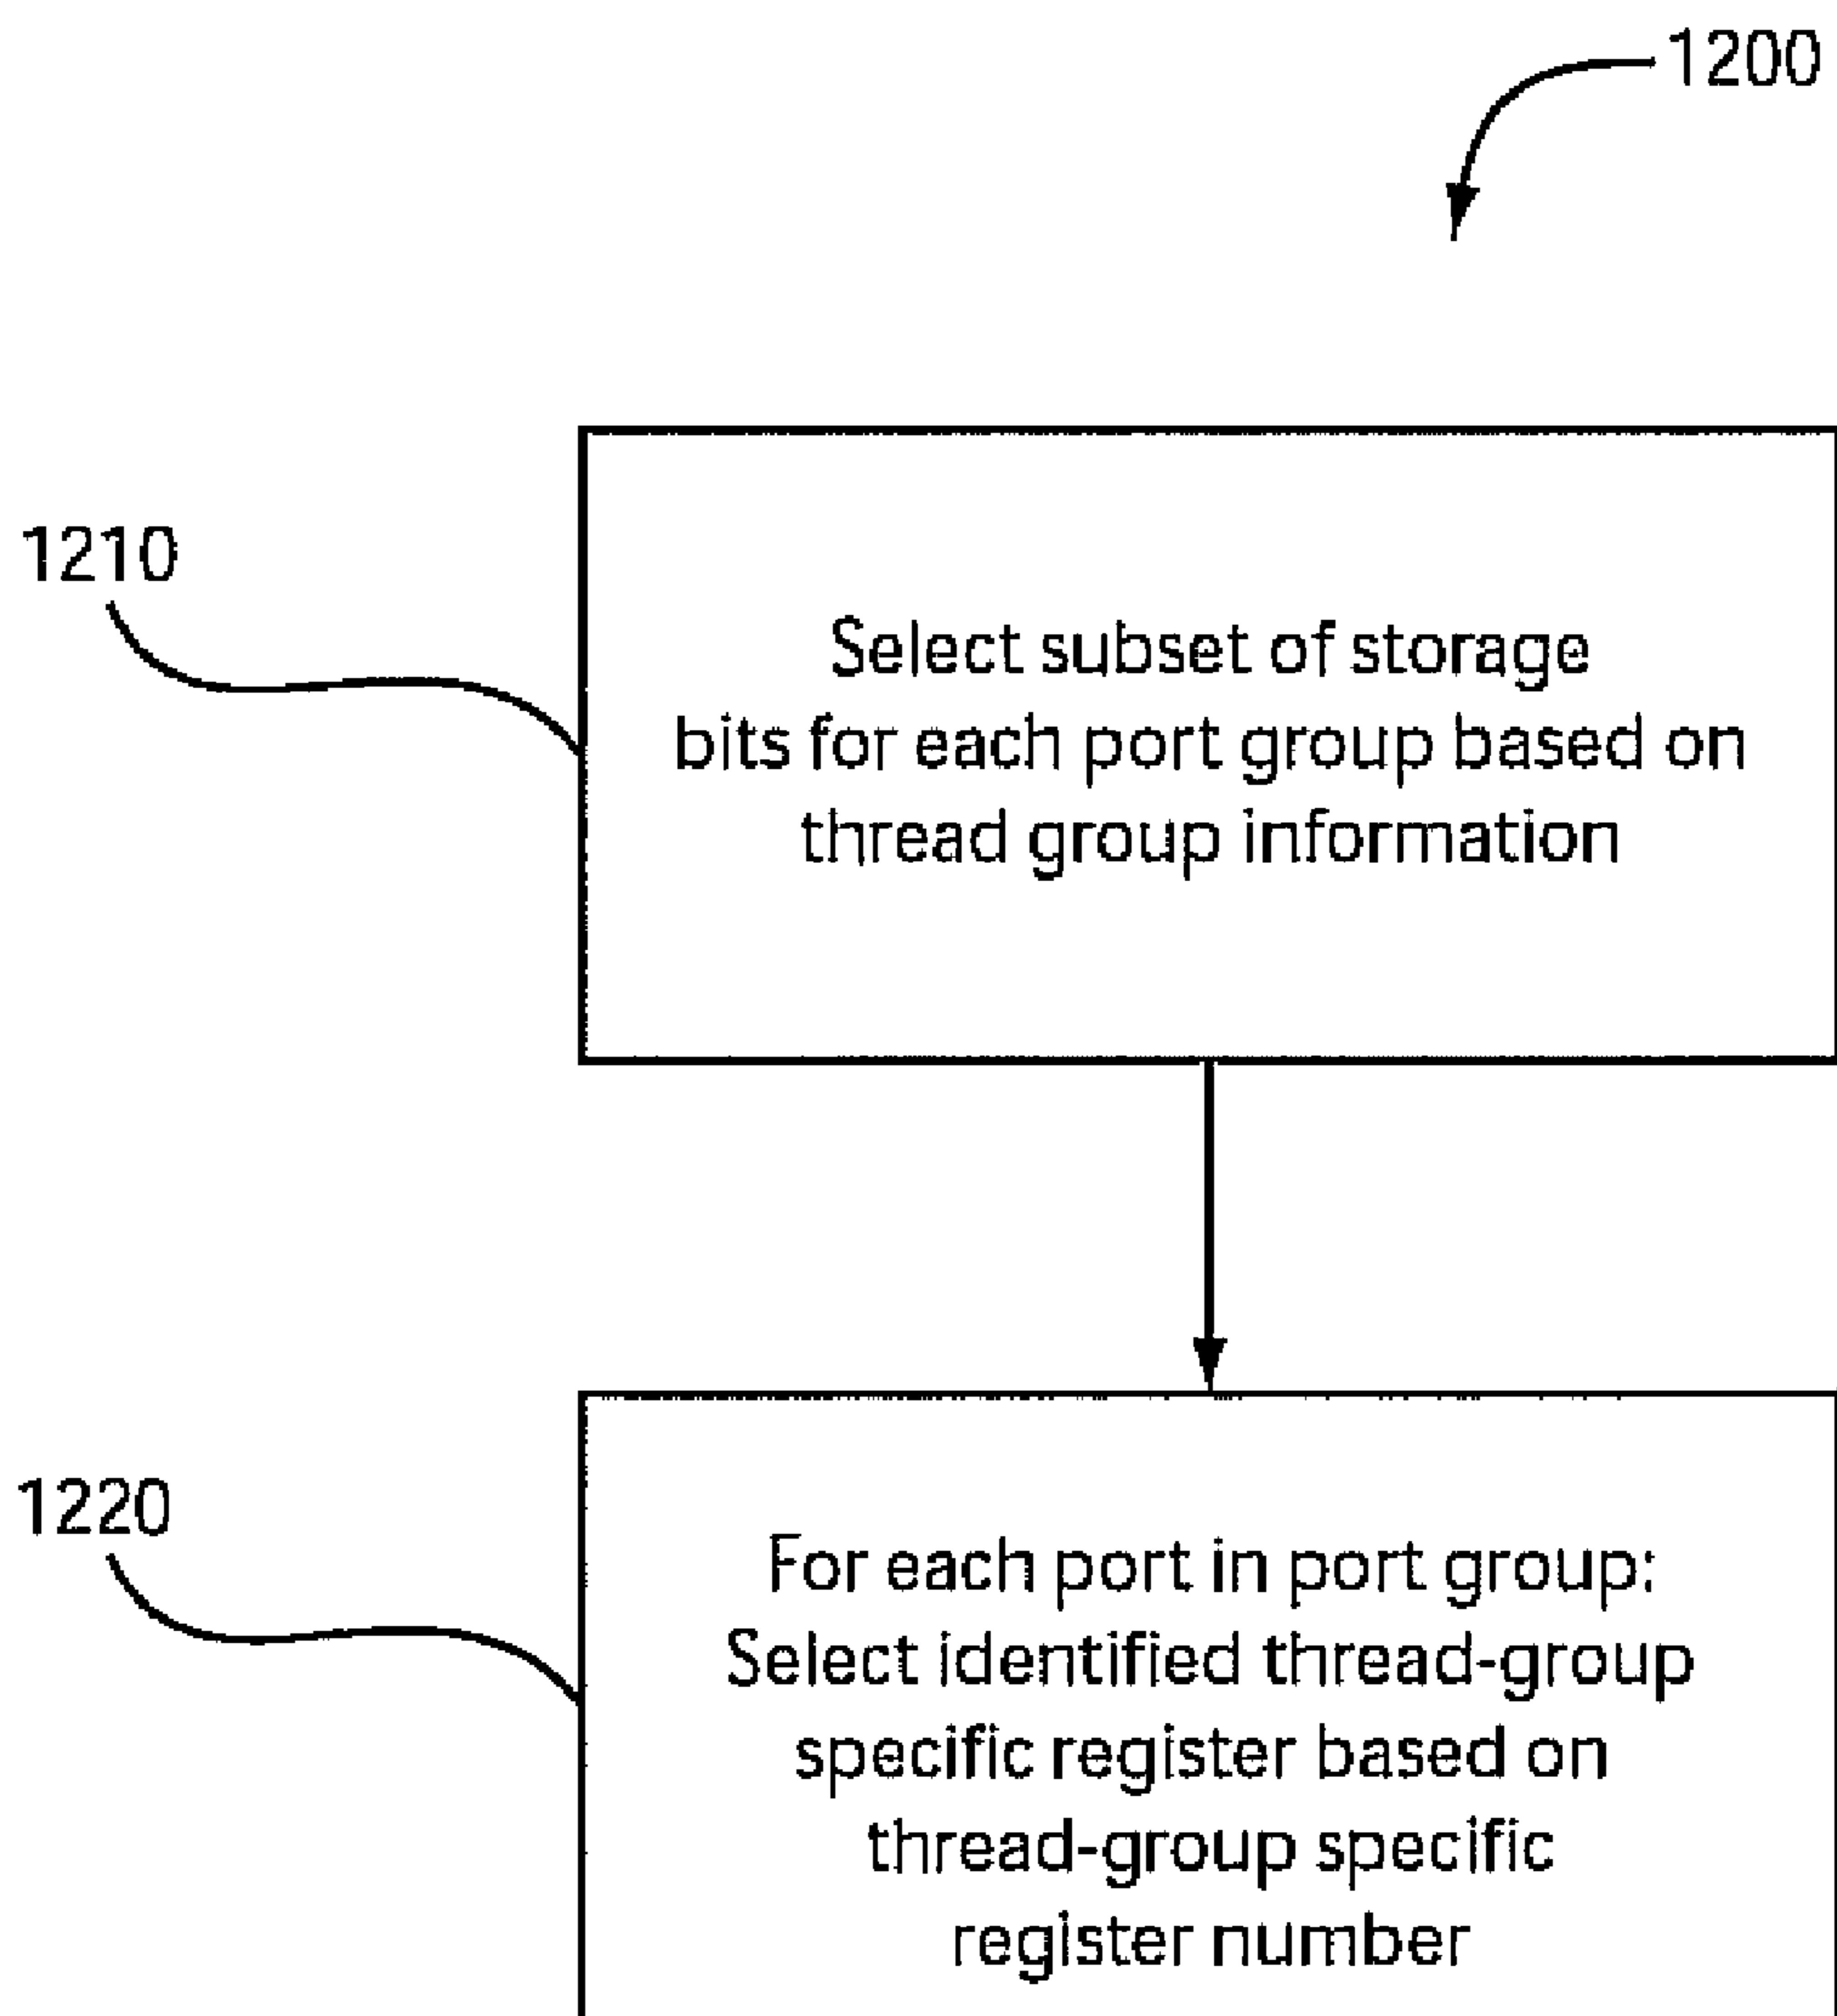 1200
1210
Select subset of storage
bits for each port group based on
thread group information
1220
For each port in port group:
Select identified thread-group
specific register based on
thread-group specific
register number